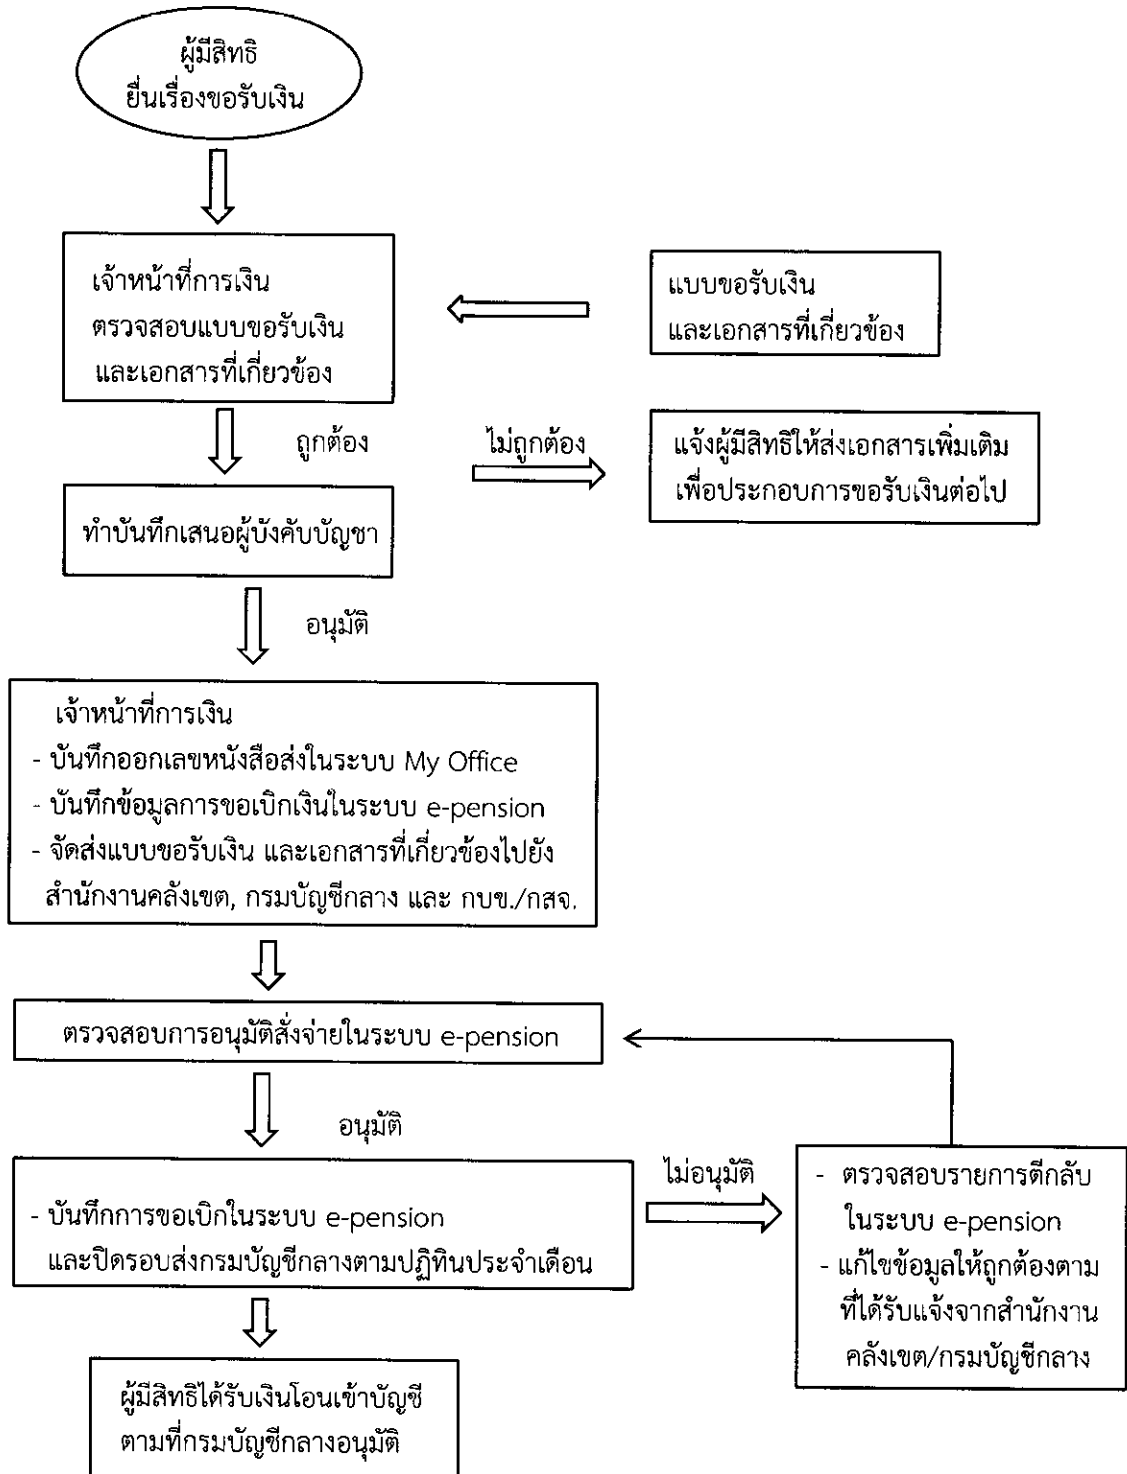 ผู้มีสิทธิ
ยื่นเรื่องขอรับเงิน
เจ้าหน้าที่การเงิน
ตรวจสอบแบบขอรับเงิน
และเอกสารที่เกี่ยวข้อง
แบบขอรับเงิน
และเอกสารที่เกี่ยวข้อง
ถูกต้อง
ไม่ถูกต้อง
แจ้งผู้มีสิทธิให้ส่งเอกสารเพิ่มเติม
เพื่อประกอบการขอรับเงินต่อไป
ทำบันทึกเสนอผู้บังคับบัญชา
อนุมัติ
เจ้าหน้าที่การเงิน
- บันทึกออกเลขหนังสือส่งในระบบ My Office
- บันทึกข้อมูลการขอเบิกเงินในระบบ e-pension
- จัดส่งแบบขอรับเงิน และเอกสารที่เกี่ยวข้องไปยัง
สำนักงานคลังเขต, กรมบัญชีกลาง และ กบข./กสจ.
ตรวจสอบการอนุมัติสั่งจ่ายในระบบ e-pension
อนุมัติ
- บันทึกการขอเบิกในระบบ e-pension
และปิดรอบส่งกรมบัญชีกลางตามปฏิทินประจำเดือน
ไม่อนุมัติ
- ตรวจสอบรายการตีกลับ
ในระบบ e-pension
- แก้ไขข้อมูลให้ถูกต้องตาม
ที่ได้รับแจ้งจากสำนักงาน
คลังเขต/กรมบัญชีกลาง
ผู้มีสิทธิได้รับเงินโอนเข้าบัญชี
ตามที่กรมบัญชีกลางอนุมัติ